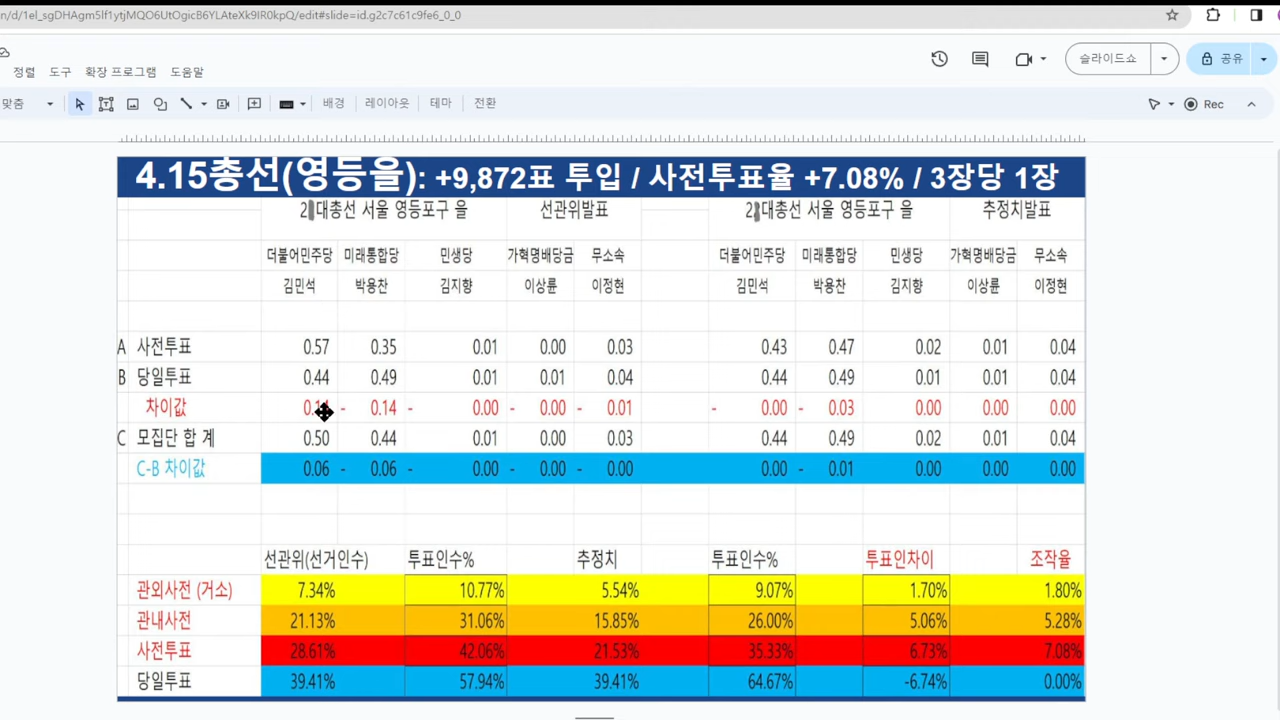 n/d/1el_sgDHAgm5lf1ytjMQO6UtOgicB6YLAteXk9IR0kpQ/edit#slide=id.g2c7c61c9fe6_0_0
정렬 도구 확장 프로그램 도움말
슬라이드쇼 공유
맞춤 배경 레이아웃 테마 전환 Rec
4.15총선(영등을): +9,872표 투입 / 사전투표율 +7.08% / 3장당 1장
대총선 서울 영등포구 을 선관위발표 대총선 서울 영등포구 을 추정치발표
더불어민주당 미래통합당 민생당 가혁명배당금 무소속 더불어민주당 미래통합당 민생당 가혁명배당금 무소속
김민석 박용찬 김지향 이상륜 이정현 김민석 박용찬 김지향 이상륜 이정현
A 사전투표 0.57 0.35 0.01 0.00 0.03 0.43 0.47 0.02 0.01 0.04
B 당일투표 0.44 0.49 0.01 0.01 0.04 0.44 0.49 0.01 0.01 0.04
차이값 - 0.14 - 0.00 - 0.00 - 0.01 - 0.00 - 0.03 0.00 0.00 0.00
C 모집단 합 계 0.50 0.44 0.01 0.00 0.03 0.44 0.49 0.02 0.01 0.04
C-B 차이값 0.06 - 0.06 - 0.00 - 0.00 - 0.00 0.00 - 0.01 0.00 0.00 0.00
선관위(선거인수) 투표인수% 추정치 투표인수% 투표인차이 조작율
관외사전 (거소) 7.34% 10.77% 5.54% 9.07% 1.70% 1.80%
관내사전 21.13% 31.06% 15.85% 26.00% 5.06% 5.28%
사전투표 28.61% 42.06% 21.53% 35.33% 6.73% 7.08%
당일투표 39.41% 57.94% 39.41% 64.67% -6.74% 0.00%